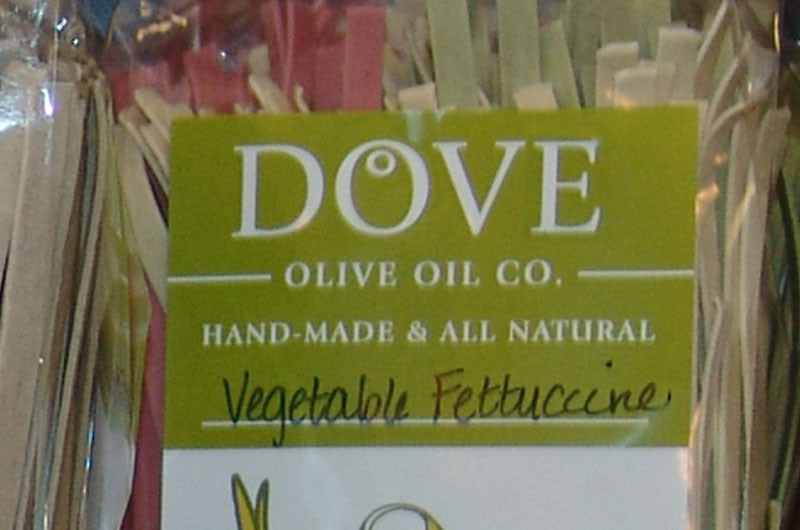 DOVE
OLIVE OIL CO.
HAND-MADE & ALL NATURAL
Vegetable Fettuccine